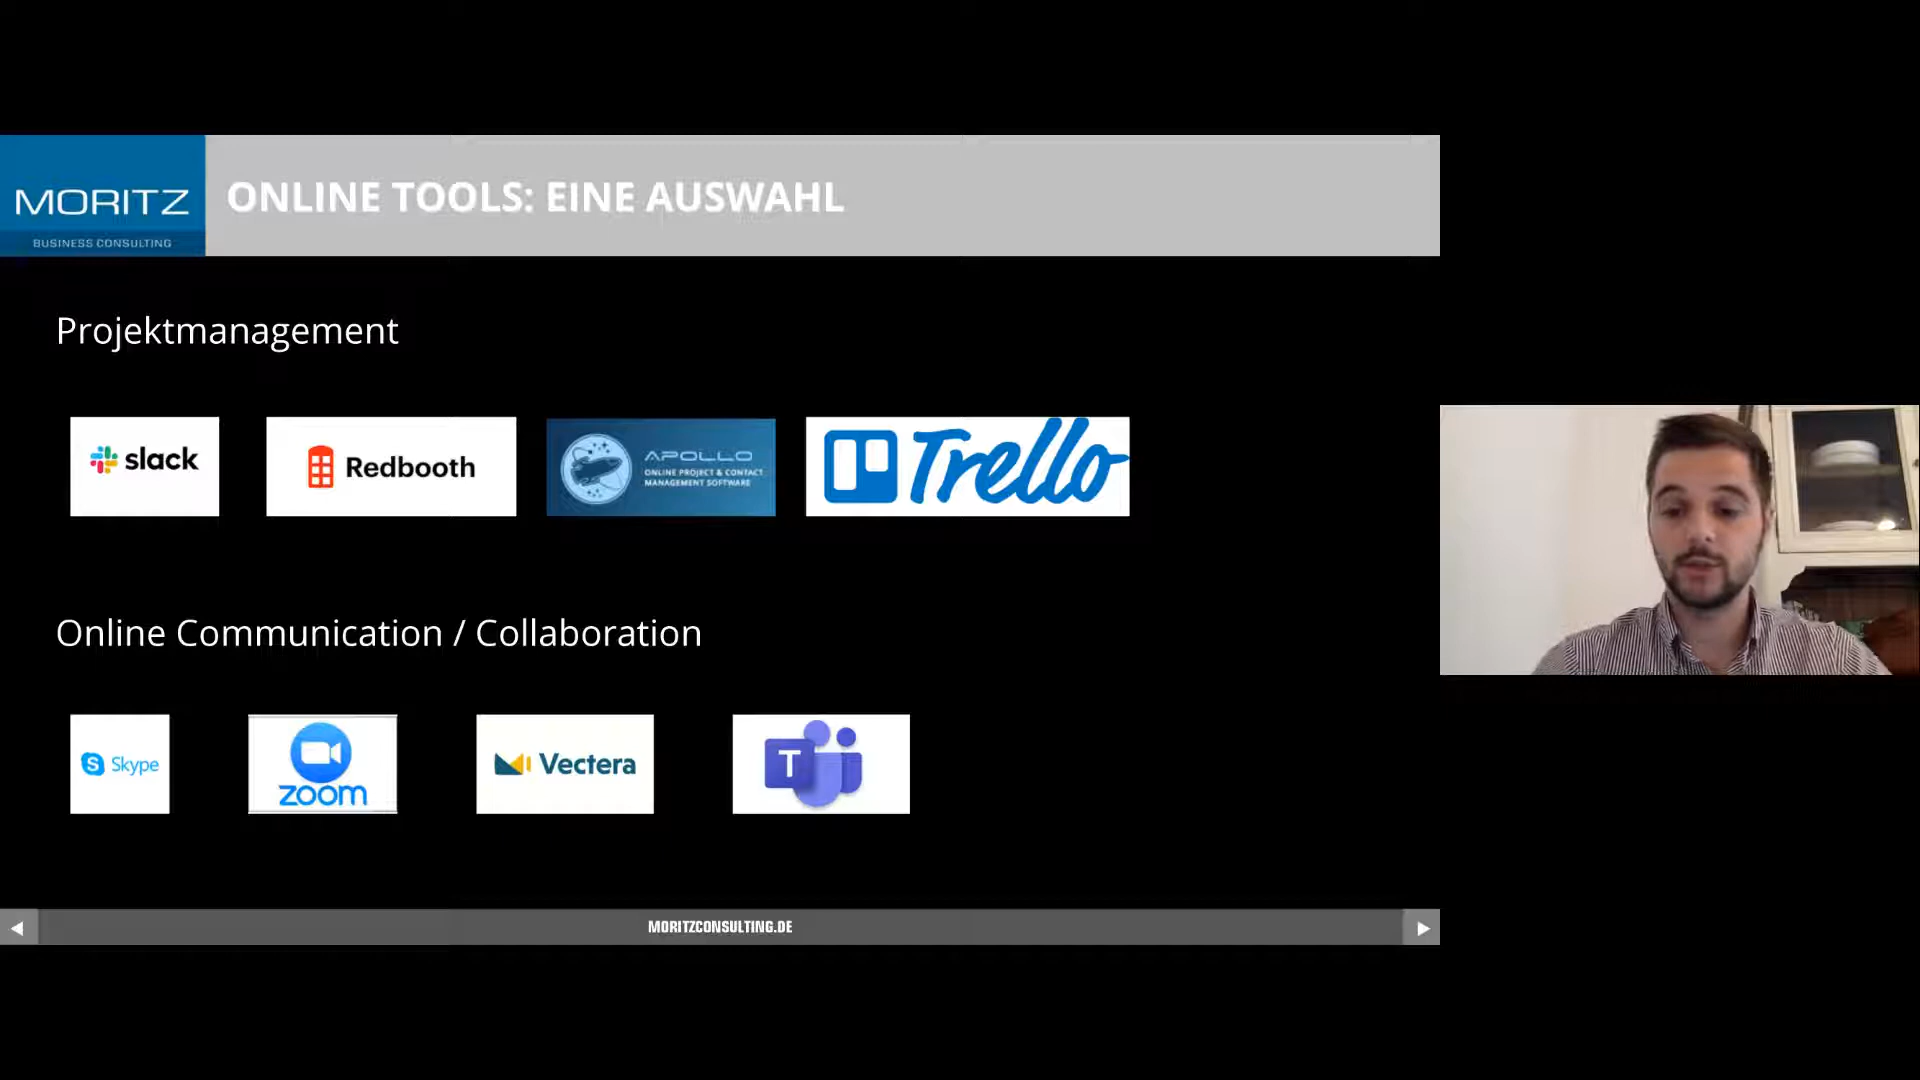 MORITZ
BUSINESS CONSULTING
ONLINE TOOLS: EINE AUSWAHL
Projektmanagement
slack
Redbooth
APOLLO
ONLINE PROJECT & CONTACT
MANAGEMENT SOFTWARE
Trello
Online Communication / Collaboration
S Skype
zoom
Vectera
T
MORITZCONSULTING.DE